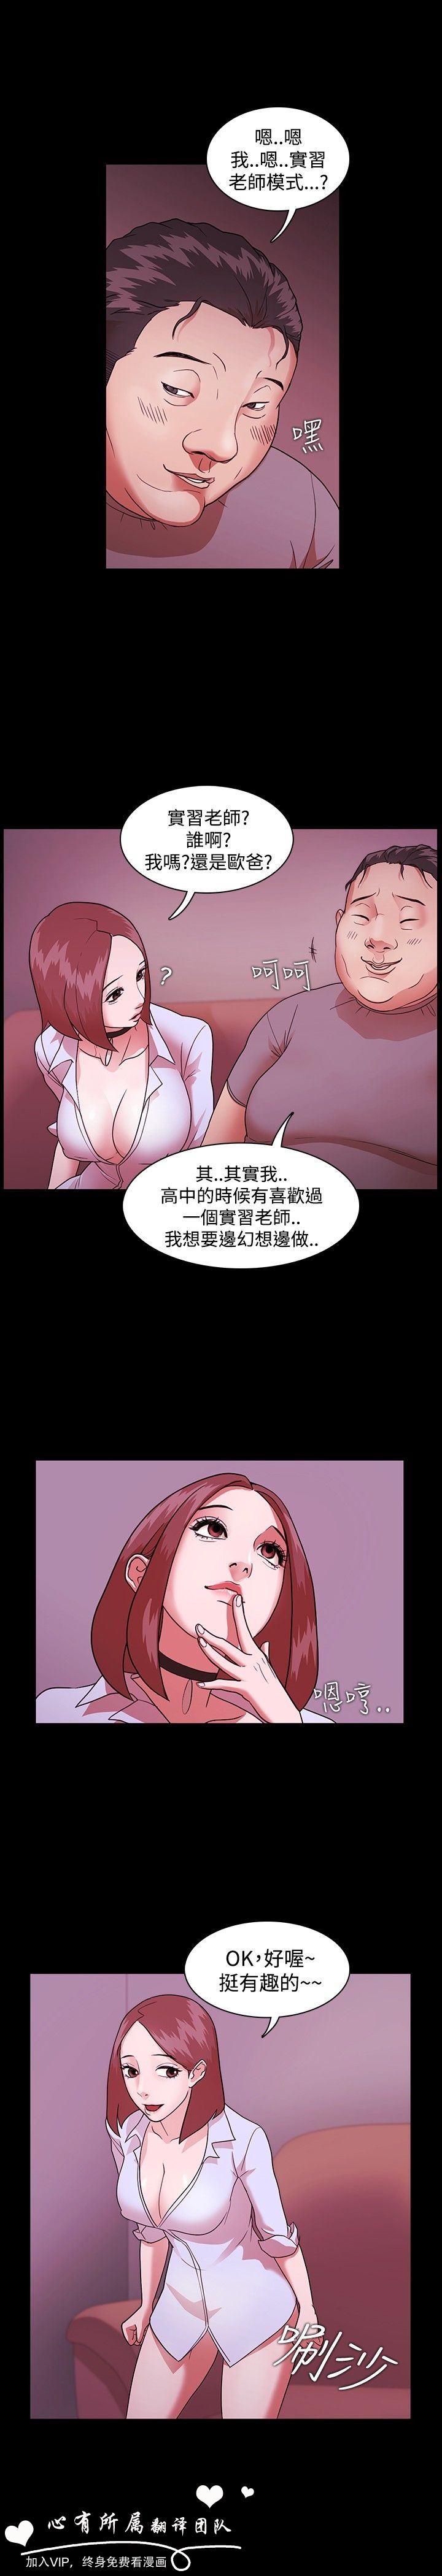 嗯..嗯
我..嗯..實習
老師模式...?
嘿
實習老師?
誰啊?
我嗎?還是歐爸?
?
呵呵
其..其實我..
高中的時候有喜歡過
一個實習老師..
我想要邊幻想邊做..
嗯哼..
OK,好喔~
挺有趣的~~
唰沙
心有所属翻译团队
加入VIP，终身免费看漫画